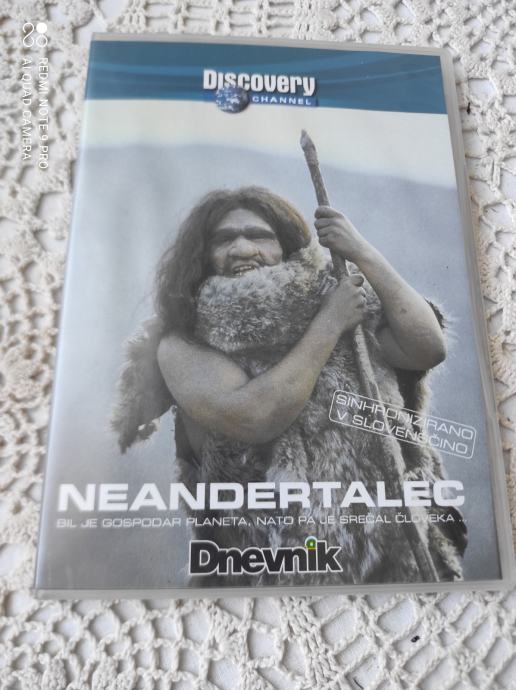 REDMI NOTE 9 PRO
AI QUAD CAMERA
Discovery
CHANNEL
SINHRONIZIRANO
V SLOVENŠČINO
NEANDERTALEC
BIL JE GOSPODAR PLANETA, NATO PA JE SREČAL ČLOVEKA ...
Dnevnik